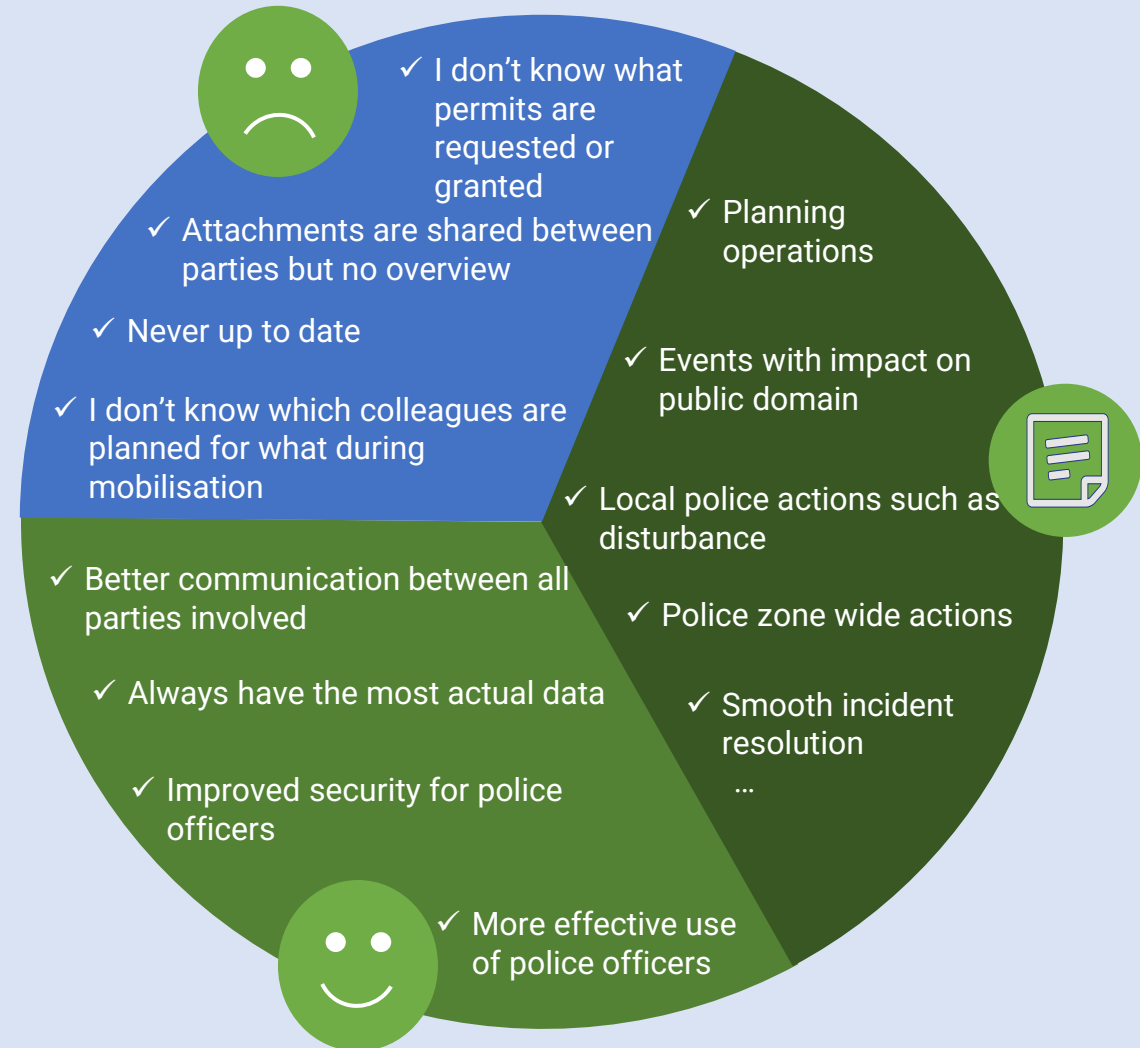 ✓ I don't know what
permits are
requested or
granted
✓ Attachments are shared between
parties but no overview
✓ Never up to date
✓ I don't know which colleagues are
planned for what during
mobilisation
✓ Planning
operations
✓ Events with impact on
public domain
✓ Local police actions such as
disturbance
✓ Police zone wide actions
✓ Smooth incident
resolution
...
✓ Better communication between all
parties involved
✓ Always have the most actual data
✓ Improved security for police
officers
✓ More effective use
of police officers